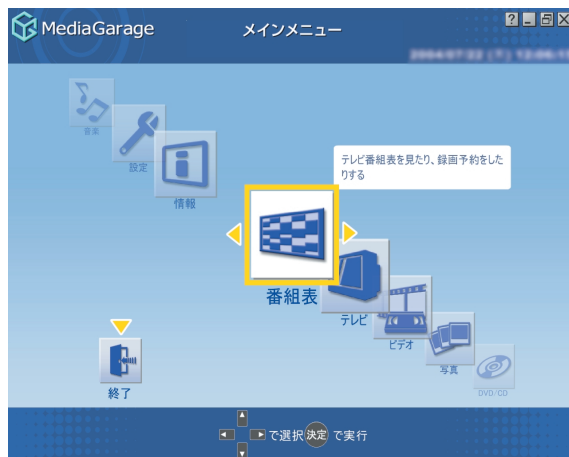 MediaGarage
メインメニュー
音楽
設定
情報
テレビ番組表を見たり、録画予約をした
りする
番組表
テレビ
ビデオ
写真
DVD/CD
終了
で選択 決定 で実行